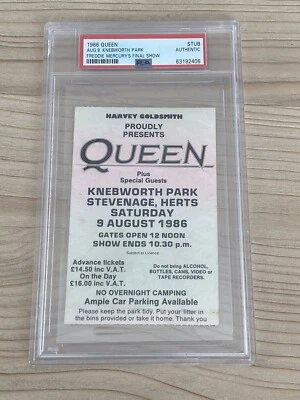 1986 QUEEN STUB
AUG.9, KNEBWORTH PARK AUTHENTIC
FREDDIE MERCURY'S FINAL SHOW
PSA 63192406
HARVEY GOLDSMITH
PROUDLY
PRESENTS
QUEEN
Plus
Special Guests
KNEBWORTH PARK
STEVENAGE, HERTS
SATURDAY
9 AUGUST 1986
GATES OPEN 12 NOON
SHOW ENDS 10.30 p.m.
Subject to Licence
Advance tickets
£14.50 inc V.A.T.
On the Day
£16.00 inc V.A.T.
Do not bring ALCOHOL,
BOTTLES, CANS, VIDEO or
TAPE RECORDERS.
NO OVERNIGHT CAMPING
Ample Car Parking Available
Please keep the park tidy. Put your litter in
the bins provided or take it home. Thank you